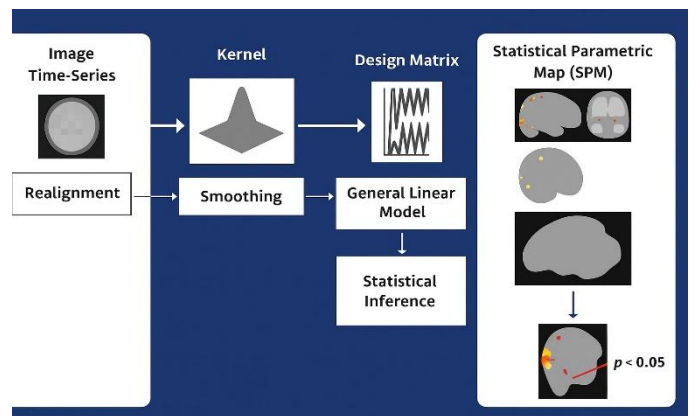 Image
Time-Series
Kernel
Design Matrix
Statistical Parametric
Map (SPM)
Realignment
Smoothing
General Linear
Model
Statistical
Inference
p < 0.05